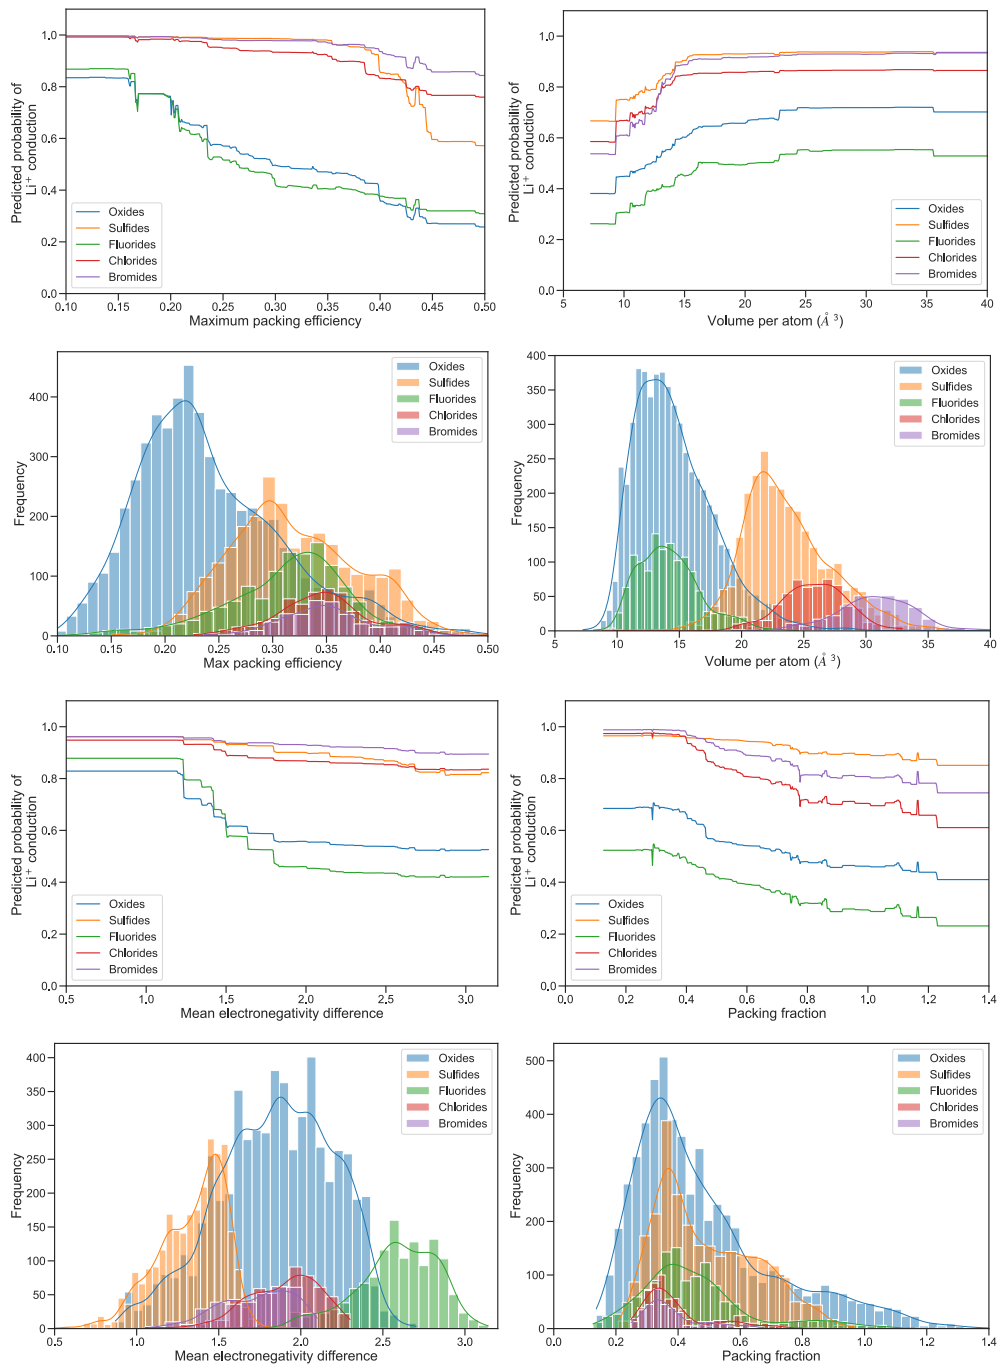 Predicted probability of
Li⁺ conduction
1.0
0.8
0.6
0.4
0.2
0.0
Oxides
Sulfides
Fluorides
Chlorides
Bromides
0.10 0.15 0.20 0.25 0.30 0.35 0.40 0.45 0.50
Maximum packing efficiency
Predicted probability of
Li⁺ conduction
1.0
0.8
0.6
0.4
0.2
0.0
Oxides
Sulfides
Fluorides
Chlorides
Bromides
5 10 15 20 25 30 35 40
Volume per atom (Å ³)
Frequency
400
300
200
100
0
Oxides
Sulfides
Fluorides
Chlorides
Bromides
0.10 0.15 0.20 0.25 0.30 0.35 0.40 0.45 0.50
Max packing efficiency
Frequency
400
350
300
250
200
150
100
50
0
Oxides
Sulfides
Fluorides
Chlorides
Bromides
5 10 15 20 25 30 35 40
Volume per atom (Å ³)
Predicted probability of
Li⁺ conduction
1.0
0.8
0.6
0.4
0.2
0.0
Oxides
Sulfides
Fluorides
Chlorides
Bromides
0.5 1.0 1.5 2.0 2.5 3.0
Mean electronegativity difference
Predicted probability of
Li⁺ conduction
1.0
0.8
0.6
0.4
0.2
0.0
Oxides
Sulfides
Fluorides
Chlorides
Bromides
0.0 0.2 0.4 0.6 0.8 1.0 1.2 1.4
Packing fraction
Frequency
400
350
300
250
200
150
100
50
0
Oxides
Sulfides
Fluorides
Chlorides
Bromides
0.5 1.0 1.5 2.0 2.5 3.0
Mean electronegativity difference
Frequency
500
400
300
200
100
0
Oxides
Sulfides
Fluorides
Chlorides
Bromides
0.0 0.2 0.4 0.6 0.8 1.0 1.2 1.4
Packing fraction